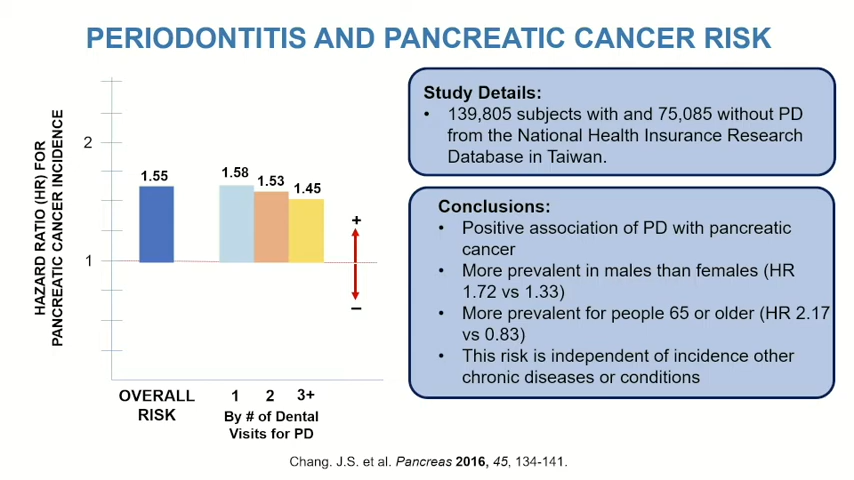 PERIODONTITIS AND PANCREATIC CANCER RISK
HAZARD RATIO (HR) FOR
PANCREATIC CANCER INCIDENCE
2
1
1.55
1.58
1.53
1.45
+
–
OVERALL
RISK
1 2 3+
By # of Dental
Visits for PD
Study Details:
• 139,805 subjects with and 75,085 without PD
from the National Health Insurance Research
Database in Taiwan.
Conclusions:
• Positive association of PD with pancreatic
cancer
• More prevalent in males than females (HR
1.72 vs 1.33)
• More prevalent for people 65 or older (HR 2.17
vs 0.83)
• This risk is independent of incidence other
chronic diseases or conditions
Chang. J.S. et al. Pancreas 2016, 45, 134-141.